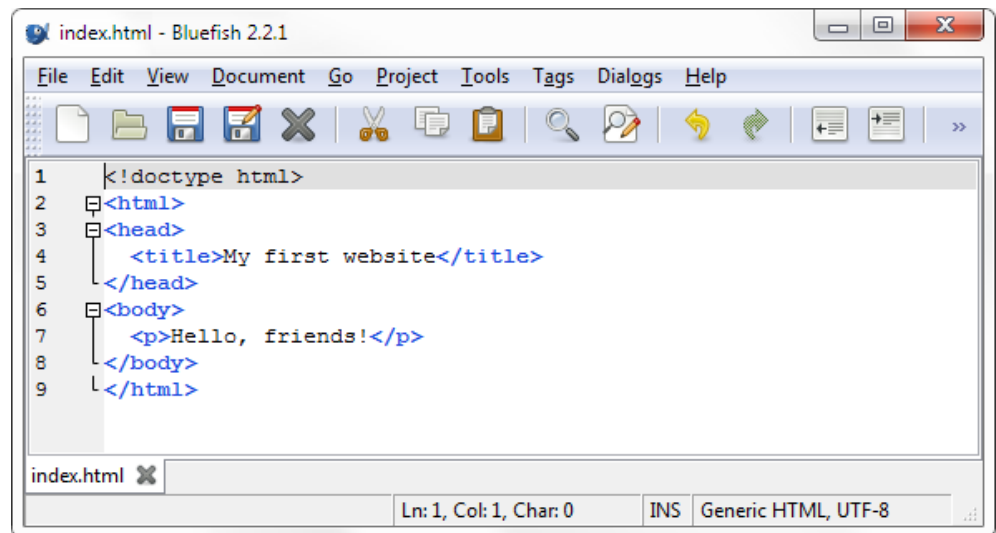 index.html - Bluefish 2.2.1
File Edit View Document Go Project Tools Tags Dialogs Help
1 <!doctype html>
2 <html>
3 <head>
4 <title>My first website</title>
5 </head>
6 <body>
7 <p>Hello, friends!</p>
8 </body>
9 </html>
index.html
Ln: 1, Col: 1, Char: 0 INS Generic HTML, UTF-8